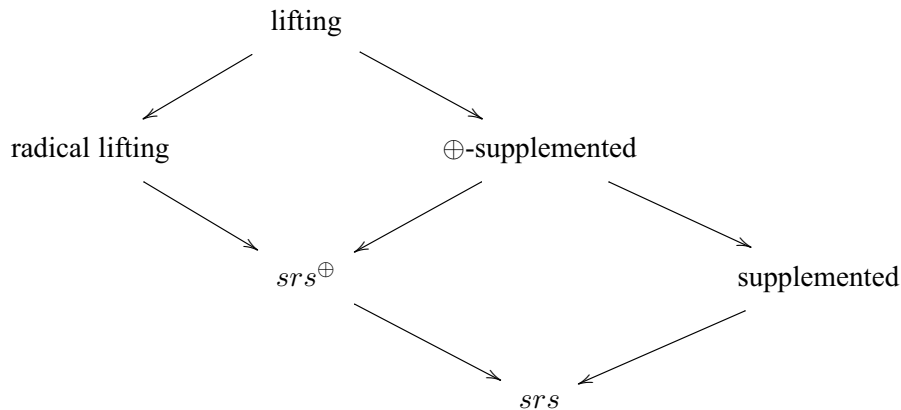 lifting
radical lifting
⊕-supplemented
srs⊕
supplemented
srs